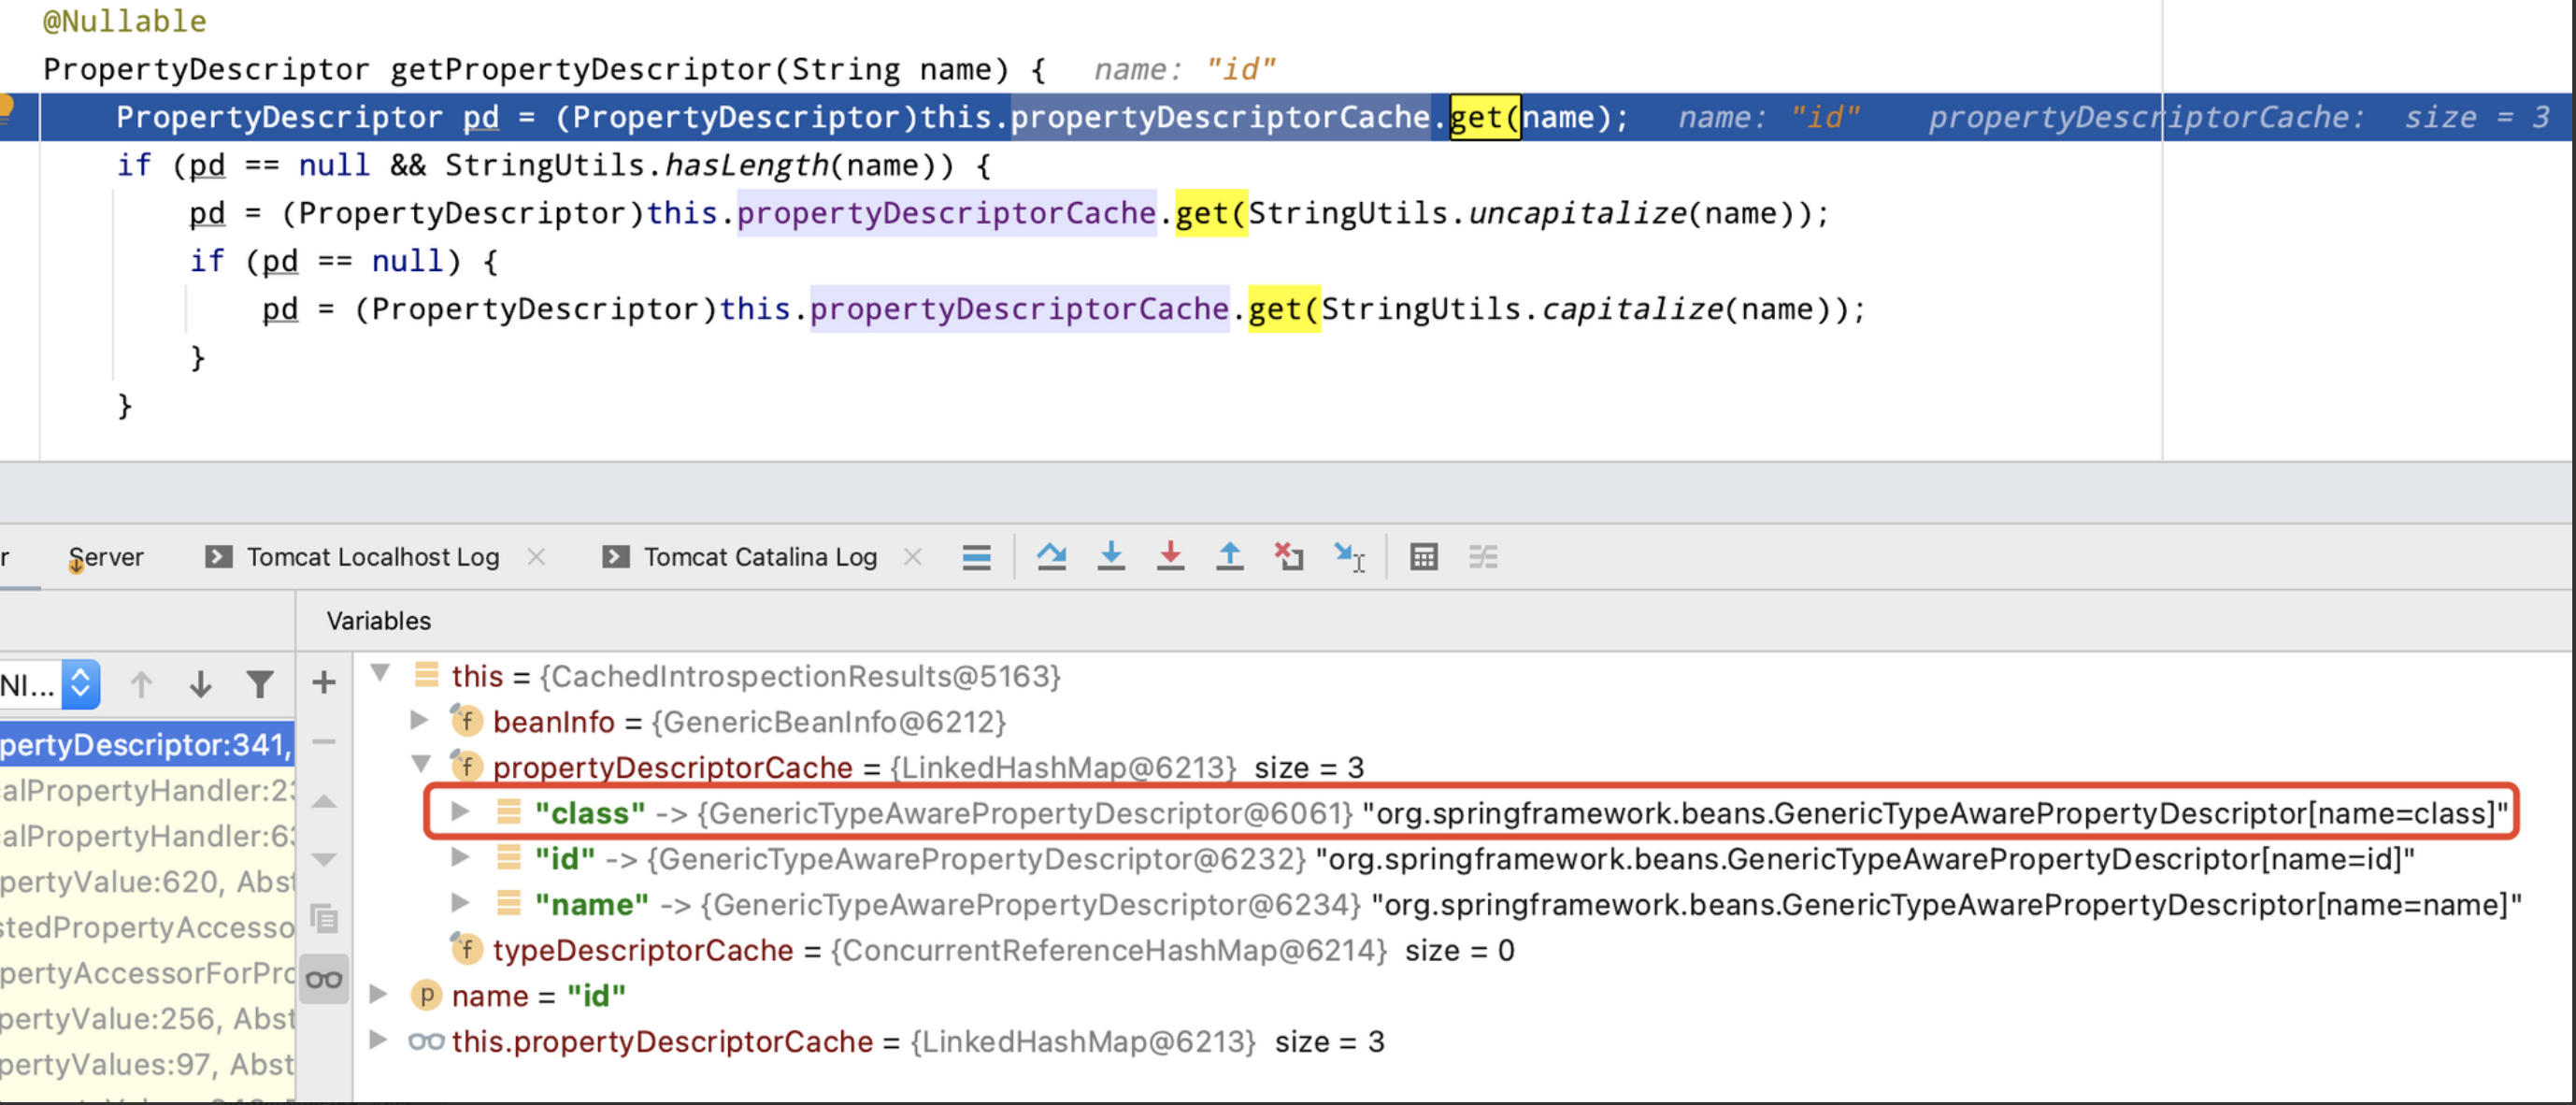 @Nullable
PropertyDescriptor getPropertyDescriptor(String name) {   name: "id"
PropertyDescriptor pd = (PropertyDescriptor)this.propertyDescriptorCache.get(name);   name: "id"   propertyDescriptorCache:  size = 3
if (pd == null && StringUtils.hasLength(name)) {
pd = (PropertyDescriptor)this.propertyDescriptorCache.get(StringUtils.uncapitalize(name));
if (pd == null) {
pd = (PropertyDescriptor)this.propertyDescriptorCache.get(StringUtils.capitalize(name));
}
}
r   Server   Tomcat Localhost Log   Tomcat Catalina Log
Variables
NI...
this = {CachedIntrospectionResults@5163}
beanInfo = {GenericBeanInfo@6212}
pertyDescriptor:341,
propertyDescriptorCache = {LinkedHashMap@6213}  size = 3
alPropertyHandler:23
"class" -> {GenericTypeAwarePropertyDescriptor@6061} "org.springframework.beans.GenericTypeAwarePropertyDescriptor[name=class]"
alPropertyHandler:63
"id" -> {GenericTypeAwarePropertyDescriptor@6232} "org.springframework.beans.GenericTypeAwarePropertyDescriptor[name=id]"
pertyValue:620, Abst
"name" -> {GenericTypeAwarePropertyDescriptor@6234} "org.springframework.beans.GenericTypeAwarePropertyDescriptor[name=name]"
stedPropertyAccesso
typeDescriptorCache = {ConcurrentReferenceHashMap@6214}  size = 0
pertyAccessorForPro
name = "id"
pertyValue:256, Abst
this.propertyDescriptorCache = {LinkedHashMap@6213}  size = 3
pertyValues:97, Abst